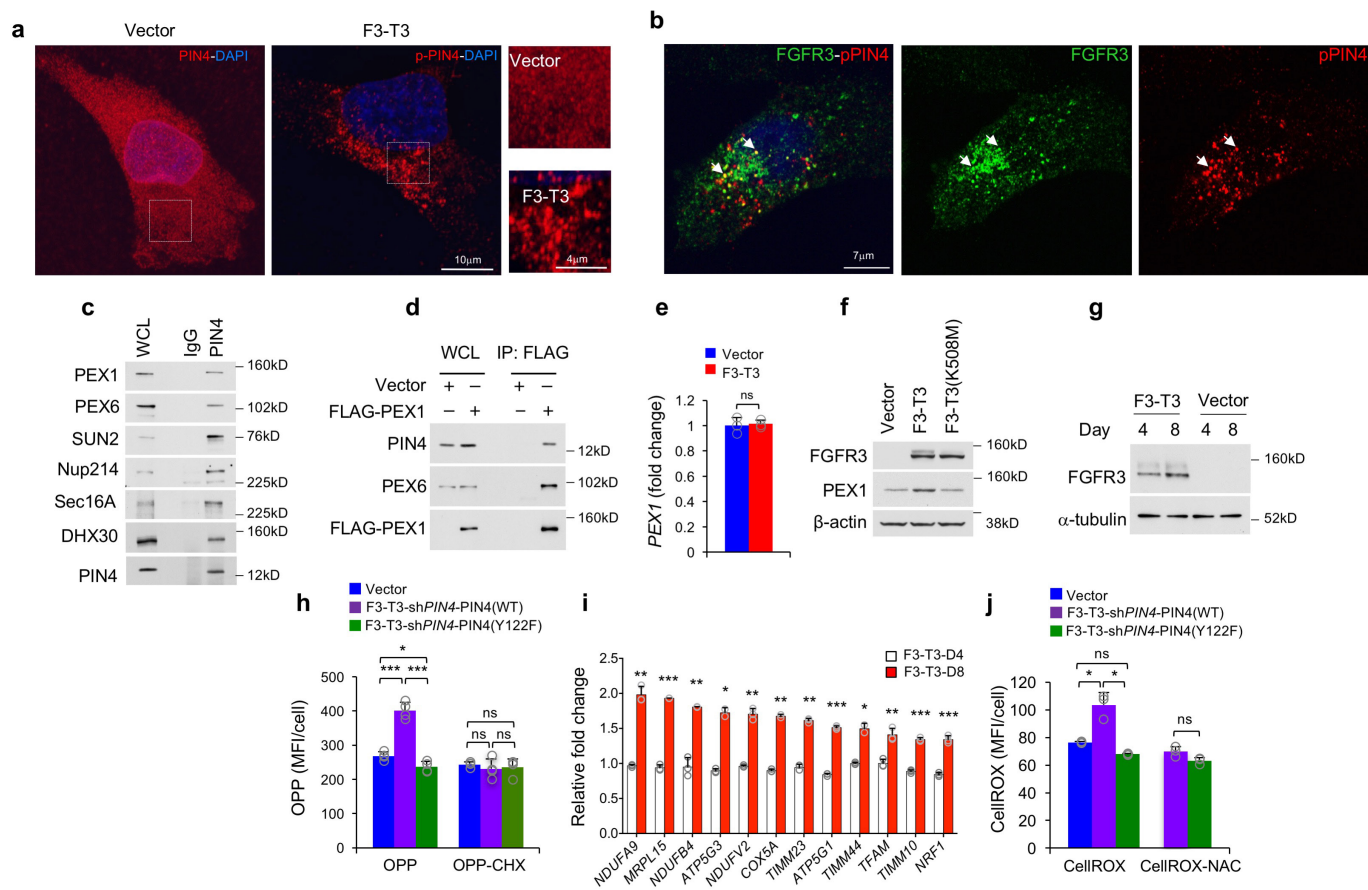 a
Vector
F3-T3
PIN4-DAPI
p-PIN4-DAPI
Vector
F3-T3
10µm
4µm
b
FGFR3-pPIN4
FGFR3
pPIN4
7µm
c
WCL
IgG
PIN4
PEX1
160kD
PEX6
102kD
SUN2
76kD
Nup214
225kD
Sec16A
225kD
DHX30
160kD
PIN4
12kD
d
WCL IP: FLAG
Vector + – + –
FLAG-PEX1 – + – +
PIN4
12kD
PEX6
102kD
FLAG-PEX1
160kD
e
Vector
F3-T3
ns
PEX1 (fold change)
1.2
1
0.8
0.6
0.4
0.2
0
f
Vector
F3-T3
F3-T3(K508M)
FGFR3
160kD
PEX1
160kD
β-actin
38kD
g
F3-T3 Vector
Day 4 8 4 8
FGFR3
160kD
α-tubulin
52kD
h
Vector
F3-T3-shPIN4-PIN4(WT)
F3-T3-shPIN4-PIN4(Y122F)
*
*** ***
ns
ns ns
OPP (MFI/cell)
500
400
300
200
100
0
OPP OPP-CHX
i
F3-T3-D4
F3-T3-D8
Relative fold change
2.5
2.0
1.5
1.0
0.5
0.0
** *** ** * ** ** ** *** * ** *** ***
NDUFA9
MRPL15
NDUFB4
ATP5G3
NDUFV2
COX5A
TIMM23
ATP5G1
TIMM44
TFAM
TIMM10
NRF1
j
Vector
F3-T3-shPIN4-PIN4(WT)
F3-T3-shPIN4-PIN4(Y122F)
ns
* *
ns
CellROX (MFI/cell)
120
100
80
60
40
20
0
CellROX CellROX-NAC